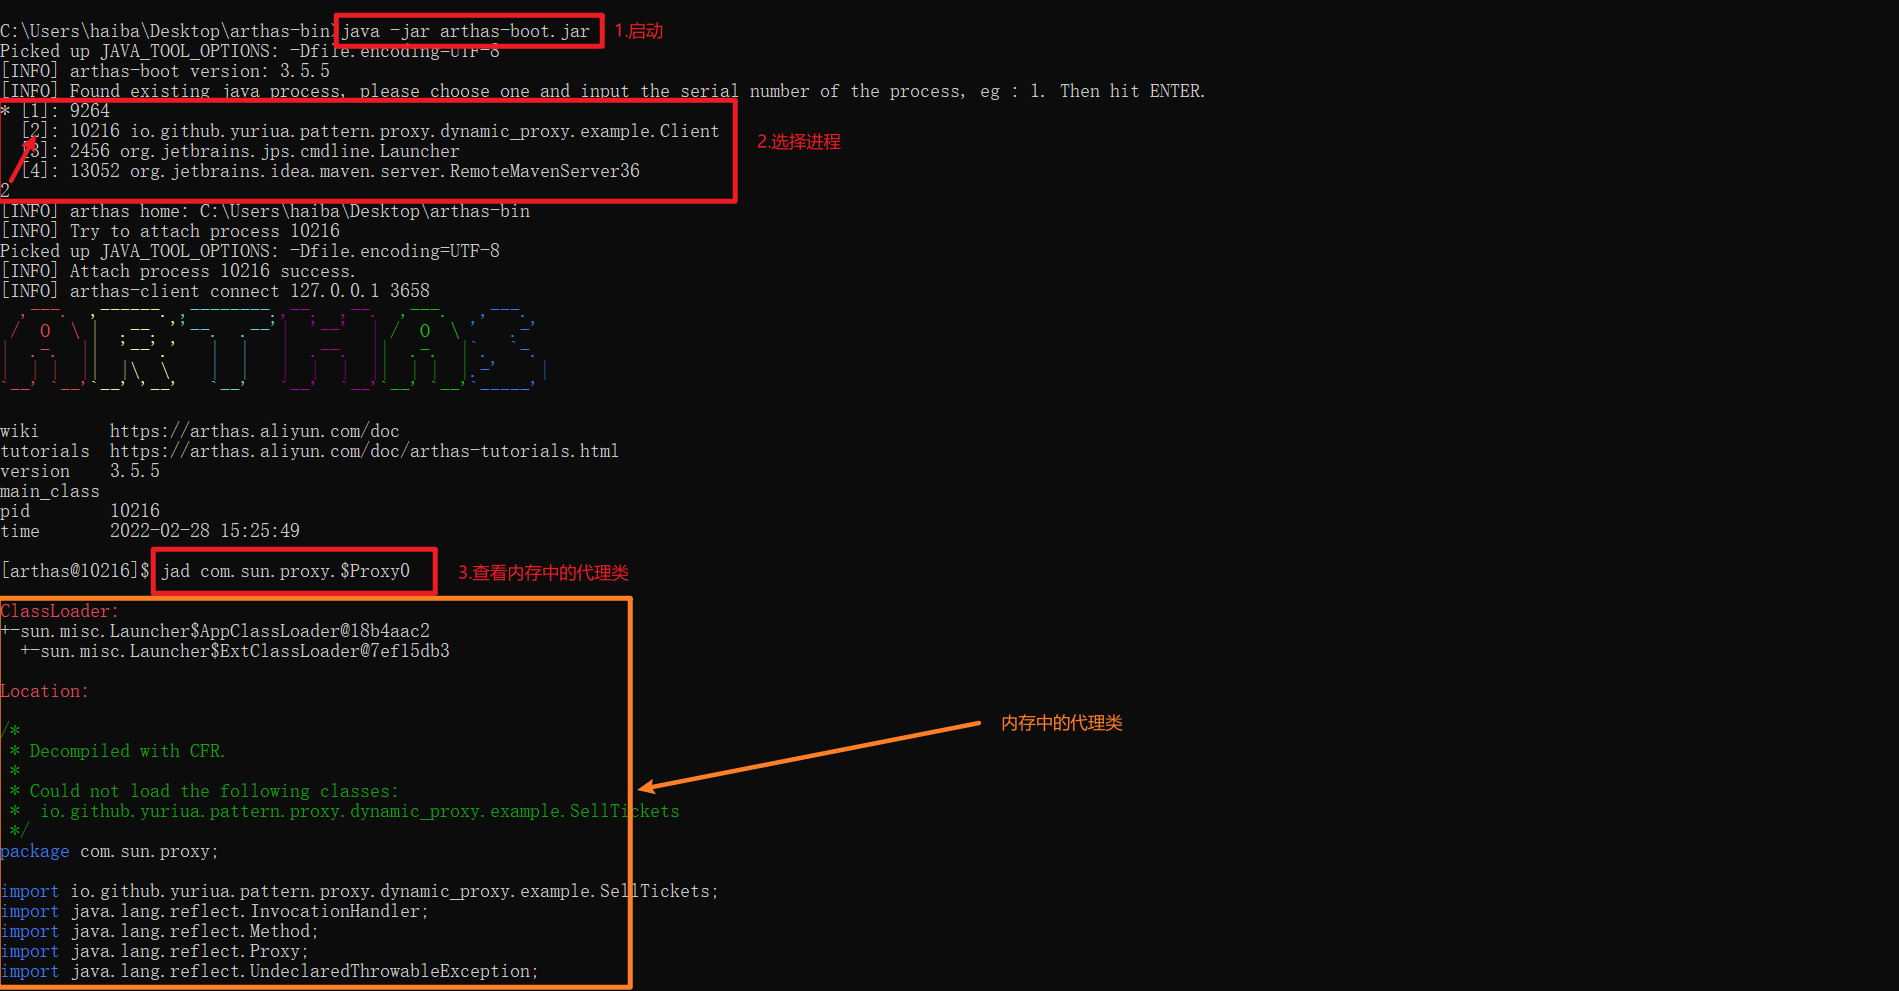 C:\Users\haiba\Desktop\arthas-bin>java -jar arthas-boot.jar 1.启动
Picked up JAVA_TOOL_OPTIONS: -Dfile.encoding=UTF-8
[INFO] arthas-boot version: 3.5.5
[INFO] Found existing java process, please choose one and input the serial number of the process, eg : 1. Then hit ENTER.
* [1]: 9264
[2]: 10216 io.github.yuriua.pattern.proxy.dynamic_proxy.example.Client
2.选择进程
[3]: 2456 org.jetbrains.jps.cmdline.Launcher
[4]: 13052 org.jetbrains.idea.maven.server.RemoteMavenServer36
2
[INFO] arthas home: C:\Users\haiba\Desktop\arthas-bin
[INFO] Try to attach process 10216
Picked up JAVA_TOOL_OPTIONS: -Dfile.encoding=UTF-8
[INFO] Attach process 10216 success.
[INFO] arthas-client connect 127.0.0.1 3658
ARTHAS
wiki https://arthas.aliyun.com/doc
tutorials https://arthas.aliyun.com/doc/arthas-tutorials.html
version 3.5.5
main_class
pid 10216
time 2022-02-28 15:25:49
[arthas@10216]$ jad com.sun.proxy.$Proxy0 3.查看内存中的代理类
ClassLoader:
+-sun.misc.Launcher$AppClassLoader@18b4aac2
+-sun.misc.Launcher$ExtClassLoader@7ef15db3
Location:
内存中的代理类
/*
* Decompiled with CFR.
*
* Could not load the following classes:
* io.github.yuriua.pattern.proxy.dynamic_proxy.example.SellTickets
*/
package com.sun.proxy;
import io.github.yuriua.pattern.proxy.dynamic_proxy.example.SellTickets;
import java.lang.reflect.InvocationHandler;
import java.lang.reflect.Method;
import java.lang.reflect.Proxy;
import java.lang.reflect.UndeclaredThrowableException;